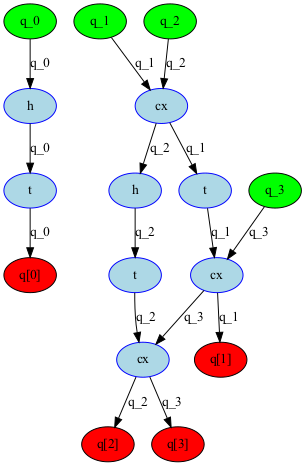 q_0 q_1 q_2
q_0 q_1 q_2
h cx
q_0 q_2 q_1
t h t q_3
q_0 q_2 q_1 q_3
q[0] t cx
q_2 q_3 q_1
cx q[1]
q_2 q_3
q[2] q[3]